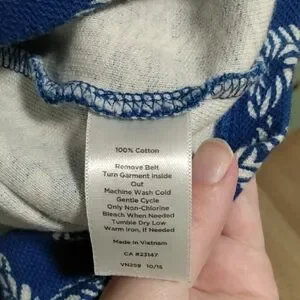 100% Cotton
Remove Belt
Turn Garment Inside
Out
Machine Wash Cold
Gentle Cycle
Only Non-Chlorine
Bleach When Needed
Tumble Dry Low
Warm Iron, if Needed
Made in Vietnam
CA #23147
VN259 10/15